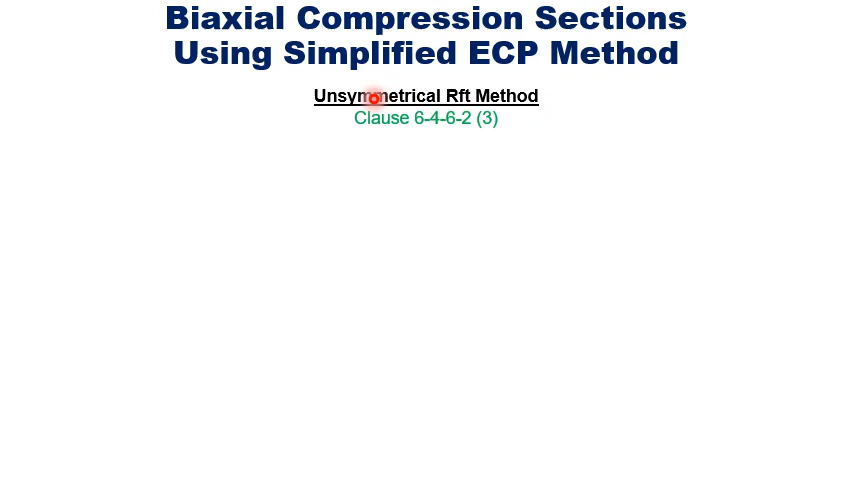 Biaxial Compression Sections
Using Simplified ECP Method
Unsymmetrical Rft Method
Clause 6-4-6-2 (3)